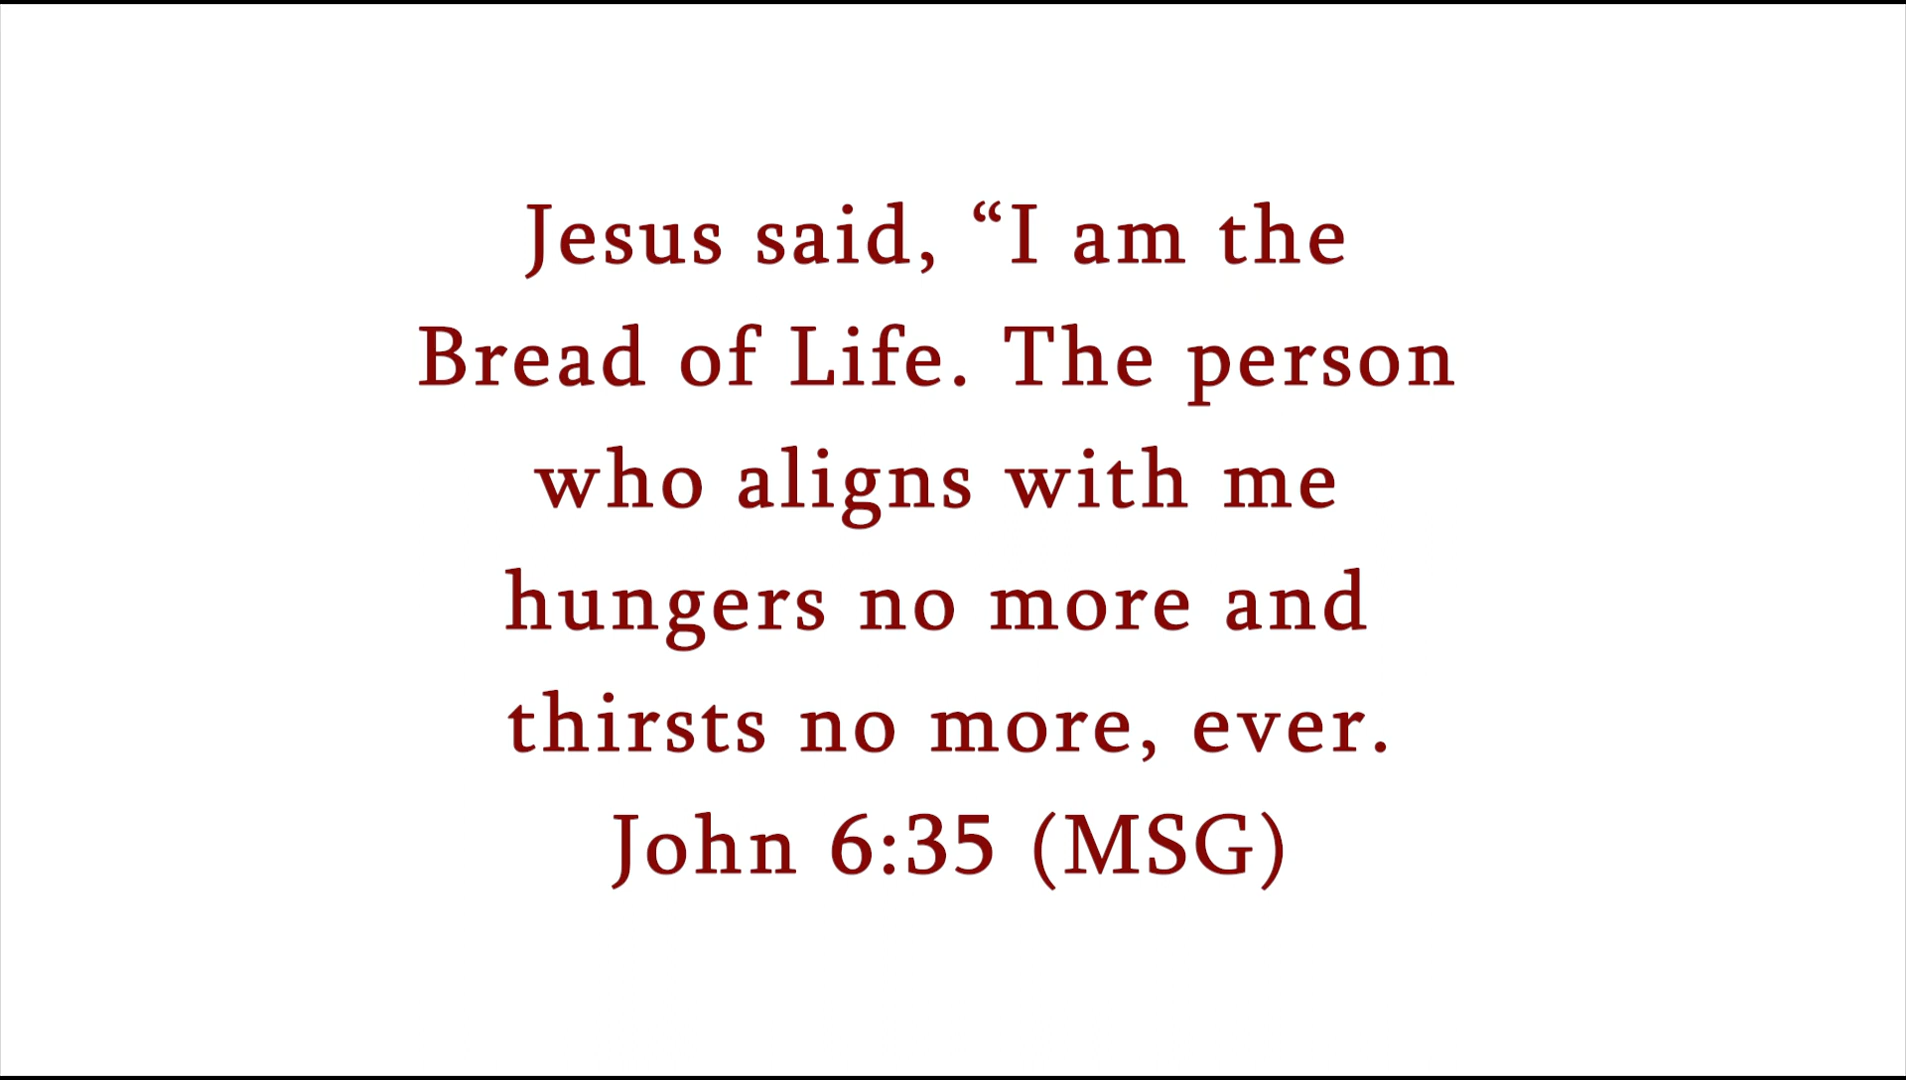 Jesus said, “I am the
Bread of Life. The person
who aligns with me
hungers no more and
thirsts no more, ever.
John 6:35 (MSG)